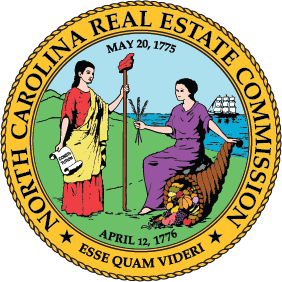 NORTH CAROLINA REAL ESTATE COMMISSION
MAY 20, 1775
APRIL 12, 1776
ESSE QUAM VIDERI